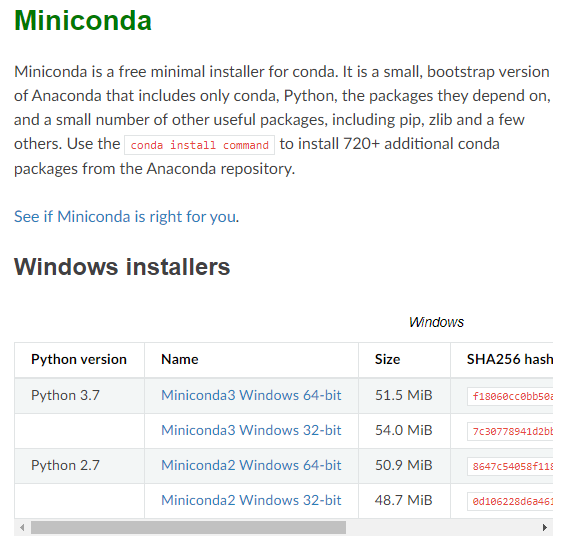 Miniconda
Miniconda is a free minimal installer for conda. It is a small, bootstrap version
of Anaconda that includes only conda, Python, the packages they depend on,
and a small number of other useful packages, including pip, zlib and a few
others. Use the conda install command to install 720+ additional conda
packages from the Anaconda repository.
See if Miniconda is right for you.
Windows installers
Windows
Python version Name Size SHA256 hash
Python 3.7 Miniconda3 Windows 64-bit 51.5 MiB f18060cc0bb50a
Miniconda3 Windows 32-bit 54.0 MiB 7c30778941d2bb
Python 2.7 Miniconda2 Windows 64-bit 50.9 MiB 8647c54058f118
Miniconda2 Windows 32-bit 48.7 MiB 0d106228d6a461